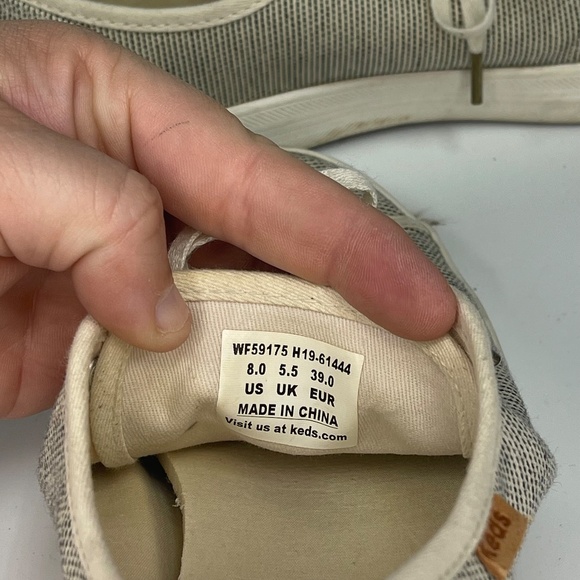 WF59175 H19-61444
8.0 5.5 39.0
US UK EUR
MADE IN CHINA
Visit us at keds.com
Keds